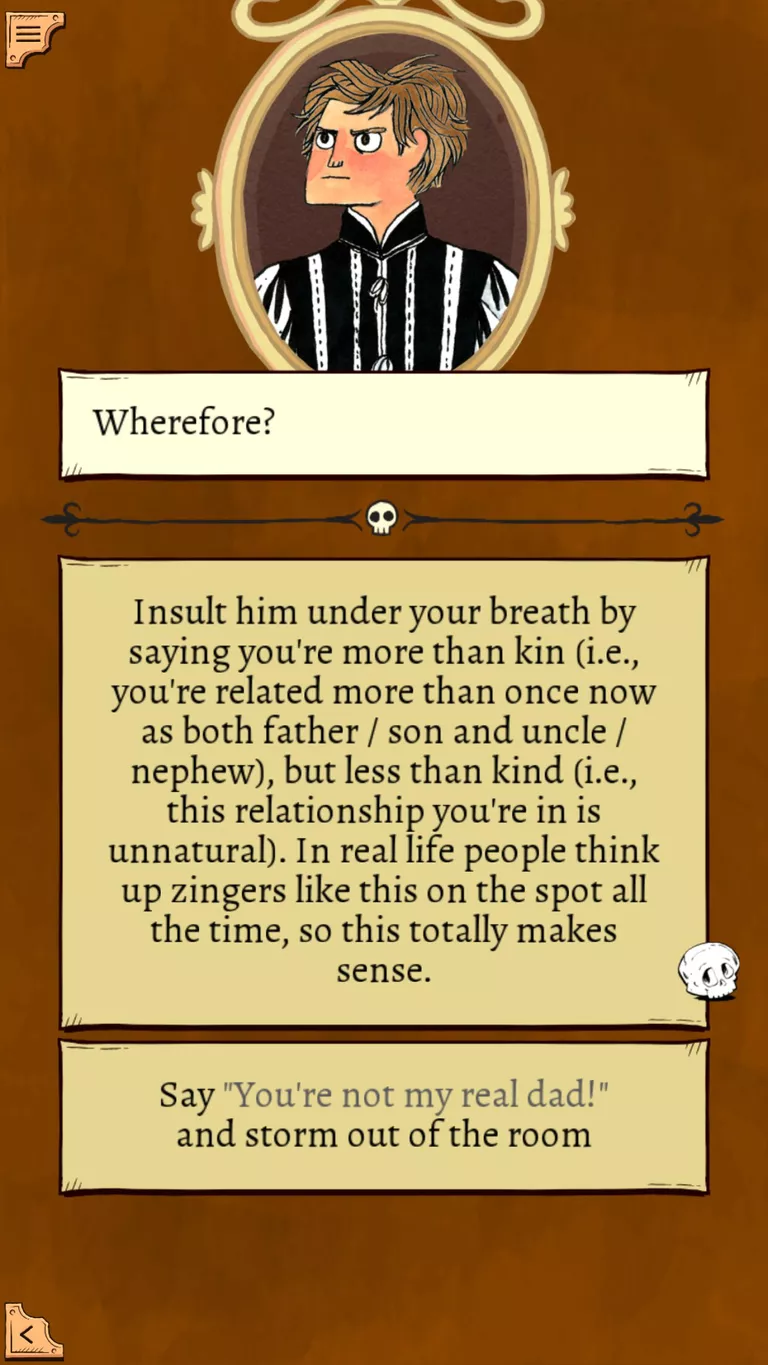 Wherefore?
Insult him under your breath by
saying you're more than kin (i.e.,
you're related more than once now
as both father / son and uncle /
nephew), but less than kind (i.e.,
this relationship you're in is
unnatural). In real life people think
up zingers like this on the spot all
the time, so this totally makes
sense.
Say "You're not my real dad!"
and storm out of the room